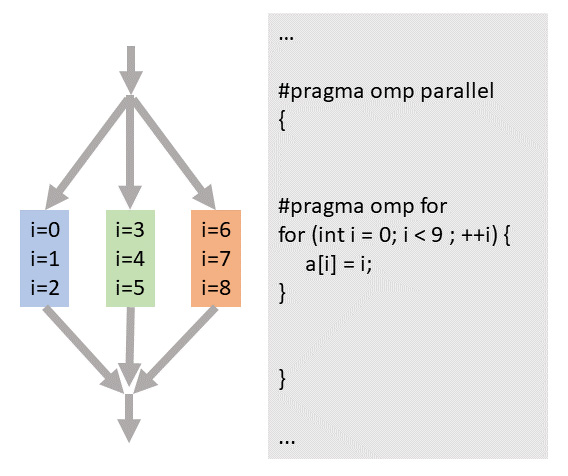 i=0
i=1
i=2
i=3
i=4
i=5
i=6
i=7
i=8
...
#pragma omp parallel
{
#pragma omp for
for (int i = 0; i < 9 ; ++i) {
a[i] = i;
}
}
...